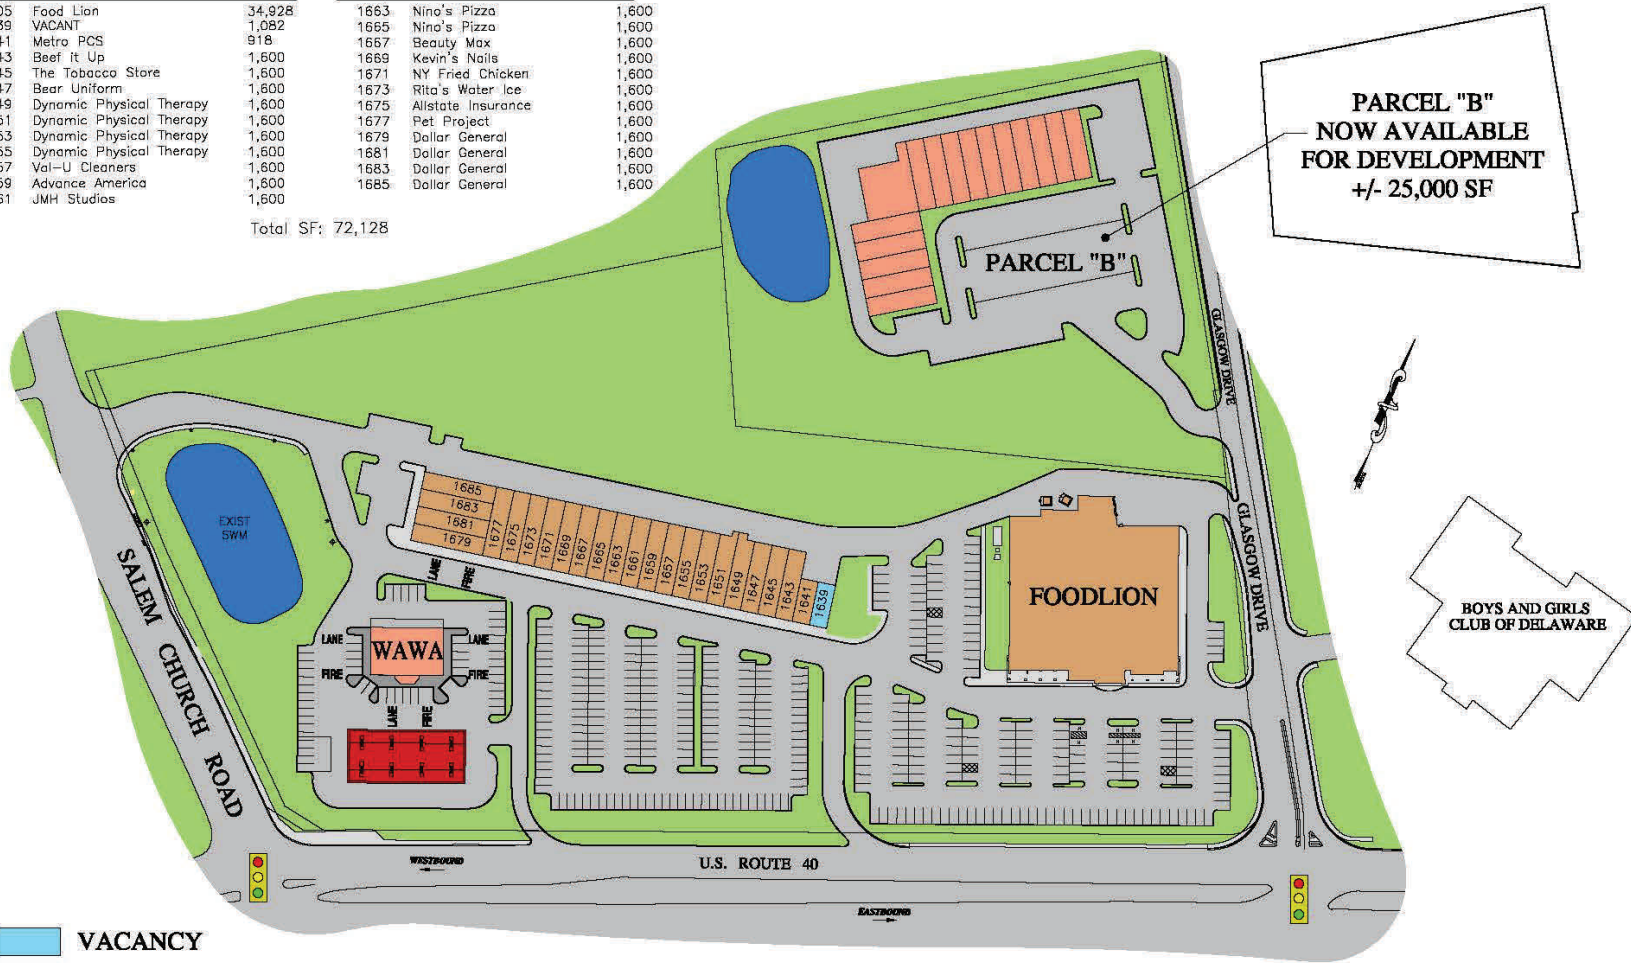 05 Food Lion 34,928
39 VACANT 1,082
41 Metro PCS 918
43 Beef it Up 1,600
45 The Tobacco Store 1,600
47 Bear Uniform 1,600
49 Dynamic Physical Therapy 1,600
51 Dynamic Physical Therapy 1,600
53 Dynamic Physical Therapy 1,600
55 Dynamic Physical Therapy 1,600
57 Val-U Cleaners 1,600
59 Advance America 1,600
61 JMH Studios 1,600
1663 Nino's Pizza 1,600
1665 Nino's Pizza 1,600
1667 Beauty Max 1,600
1669 Kevin's Nails 1,600
1671 NY Fried Chicken 1,600
1673 Rita's Water Ice 1,600
1675 Allstate Insurance 1,600
1677 Pet Project 1,600
1679 Dollar General 1,600
1681 Dollar General 1,600
1683 Dollar General 1,600
1685 Dollar General 1,600
Total SF: 72,128
PARCEL "B"
NOW AVAILABLE
FOR DEVELOPMENT
+/- 25,000 SF
PARCEL "B"
GLASGOW DRIVE
GLASGOW DRIVE
EXIST
SWM
1685
1683
1681
1679
1677
1675
1673
1671
1669
1667
1665
1663
1661
1659
1657
1655
1653
1651
1649
1647
1645
1643
1641
1639
LANE
FIRE
FOODLION
BOYS AND GIRLS
CLUB OF DELAWARE
SALEM CHURCH ROAD
LANE
FIRE
WAWA
LANE
FIRE
LANE
FIRE
WESTBOUND
U.S. ROUTE 40
EASTBOUND
VACANCY